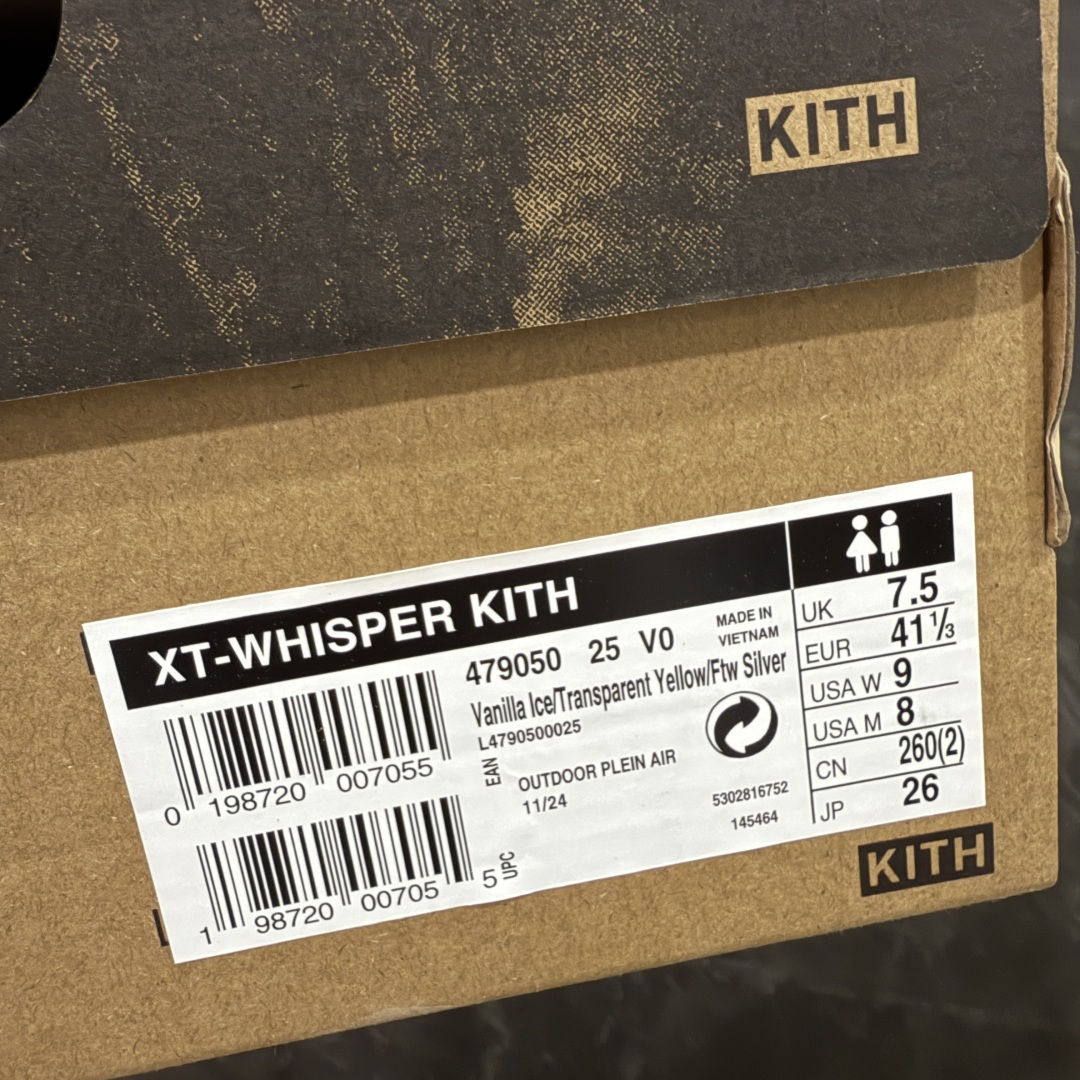 KITH
XT-WHISPER KITH
479050 25 V0
MADE IN
VIETNAM
Vanilla Ice/Transparent Yellow/Ftw Silver
L4790500025
EAN
0 198720 007055
OUTDOOR PLEIN AIR
11/24
5302816752
145464
1 98720 00705 5
UPC
UK 7.5
EUR 41 1/3
USA W 9
USA M 8
CN 260(2)
JP 26
KITH